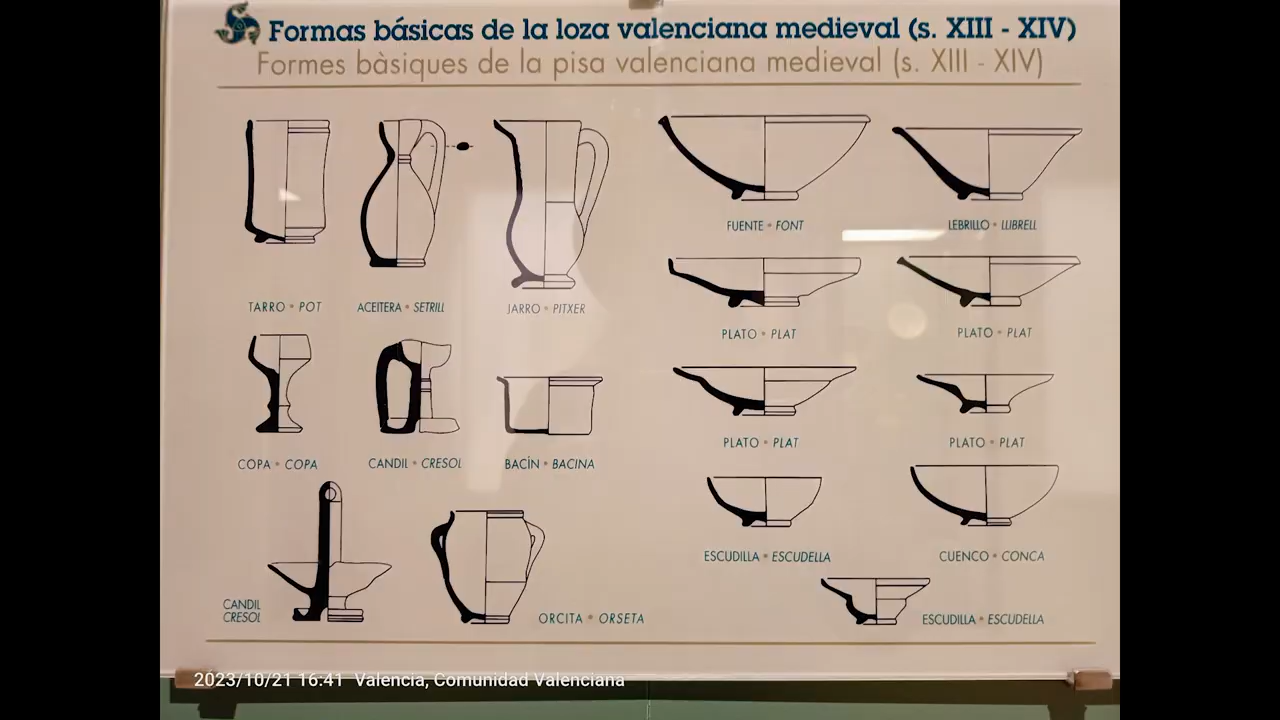 Formas básicas de la loza valenciana medieval (s. XIII - XIV)
Formes bàsiques de la pisa valenciana medieval (s. XIII - XIV)
TARRO • POT
ACEITERA • SETRILL
JARRO • PITXER
FUENTE • FONT
LEBRILLO • LLIBRELL
PLATO • PLAT
PLATO • PLAT
COPA • COPA
CANDIL • CRESOL
BACÍN • BACINA
PLATO • PLAT
PLATO • PLAT
ESCUDILLA • ESCUDELLA
CUENCO • CONCA
CANDIL
CRESOL
ORCITA • ORSETA
ESCUDILLA • ESCUDELLA
2023/10/21 16:41 Valencia, Comunidad Valenciana